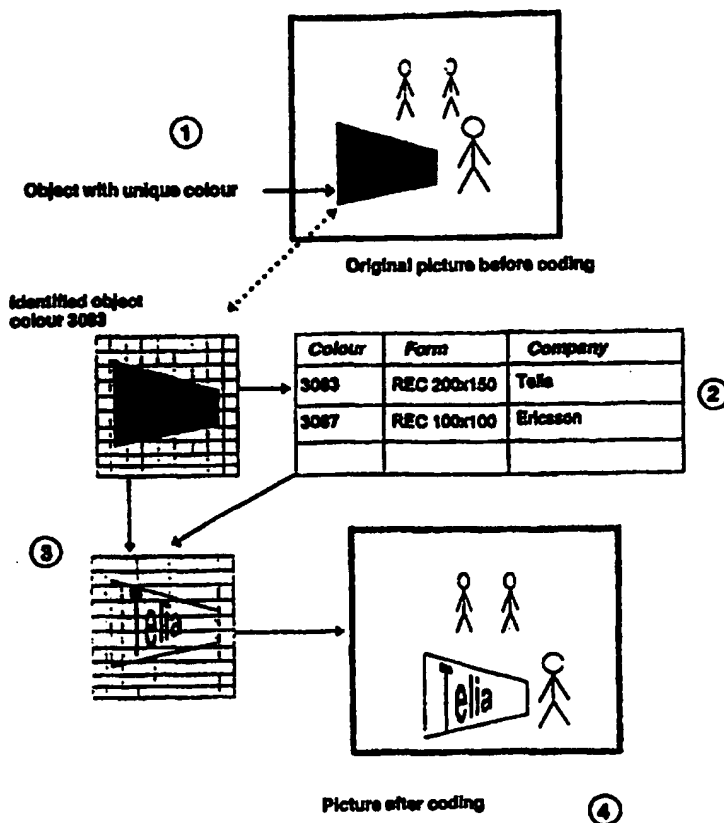 1
Object with unique colour
Original picture before coding
Identified object
colour 3083
Colour Form Company
3083 REC 200x150 Telia
3087 REC 100x100 Ericsson
2
3
Telia
Telia
Picture after coding
4